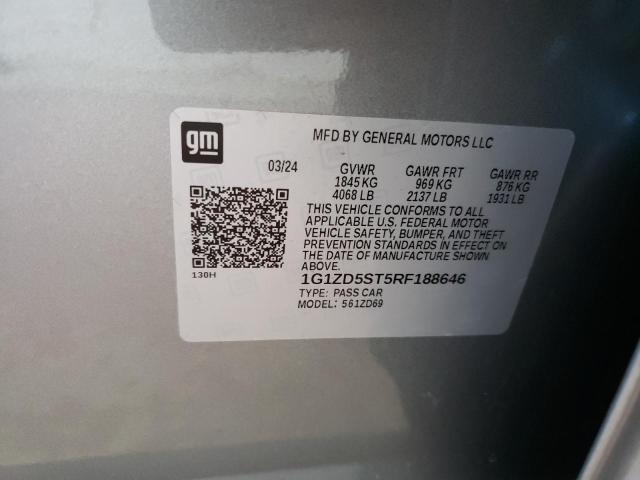 gm
MFD BY GENERAL MOTORS LLC
03/24 GVWR GAWR FRT GAWR RR
1845 KG 969 KG 876 KG
4068 LB 2137 LB 1931 LB
THIS VEHICLE CONFORMS TO ALL
APPLICABLE U.S. FEDERAL MOTOR
VEHICLE SAFETY, BUMPER, AND THEFT
PREVENTION STANDARDS IN EFFECT ON
THE DATE OF MANUFACTURE SHOWN
ABOVE.
130H
1G1ZD5ST5RF188646
TYPE: PASS CAR
MODEL: 561ZD69